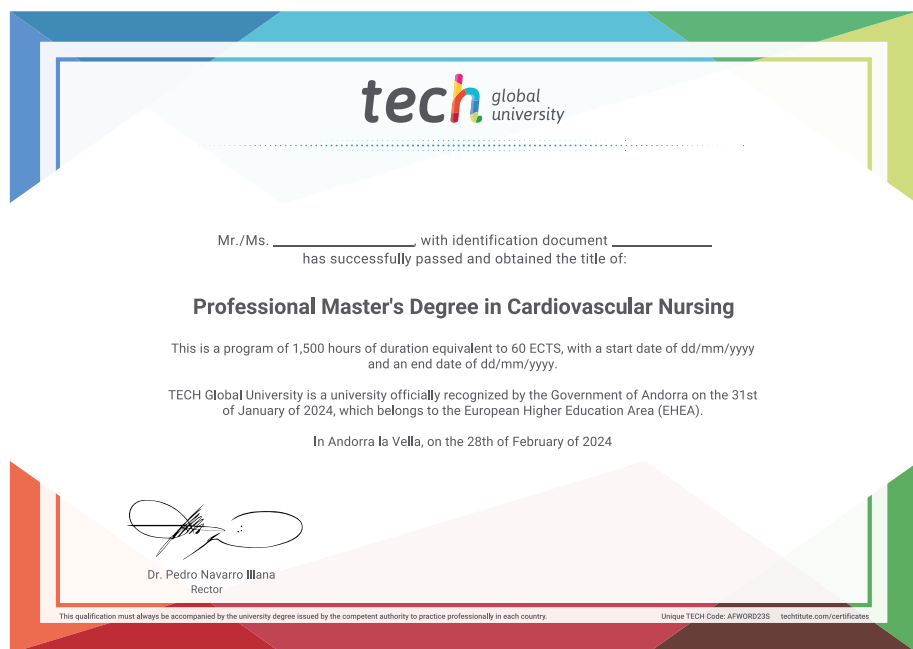 tech global university
Mr./Ms. ______________, with identification document __________
has successfully passed and obtained the title of:
Professional Master's Degree in Cardiovascular Nursing
This is a program of 1,500 hours of duration equivalent to 60 ECTS, with a start date of dd/mm/yyyy
and an end date of dd/mm/yyyy.
TECH Global University is a university officially recognized by the Government of Andorra on the 31st
of January of 2024, which belongs to the European Higher Education Area (EHEA).
In Andorra la Vella, on the 28th of February of 2024
Dr. Pedro Navarro Illana
Rector
This qualification must always be accompanied by the university degree issued by the competent authority to practice professionally in each country.
Unique TECH Code: AFWORD23S techtitute.com/certificates